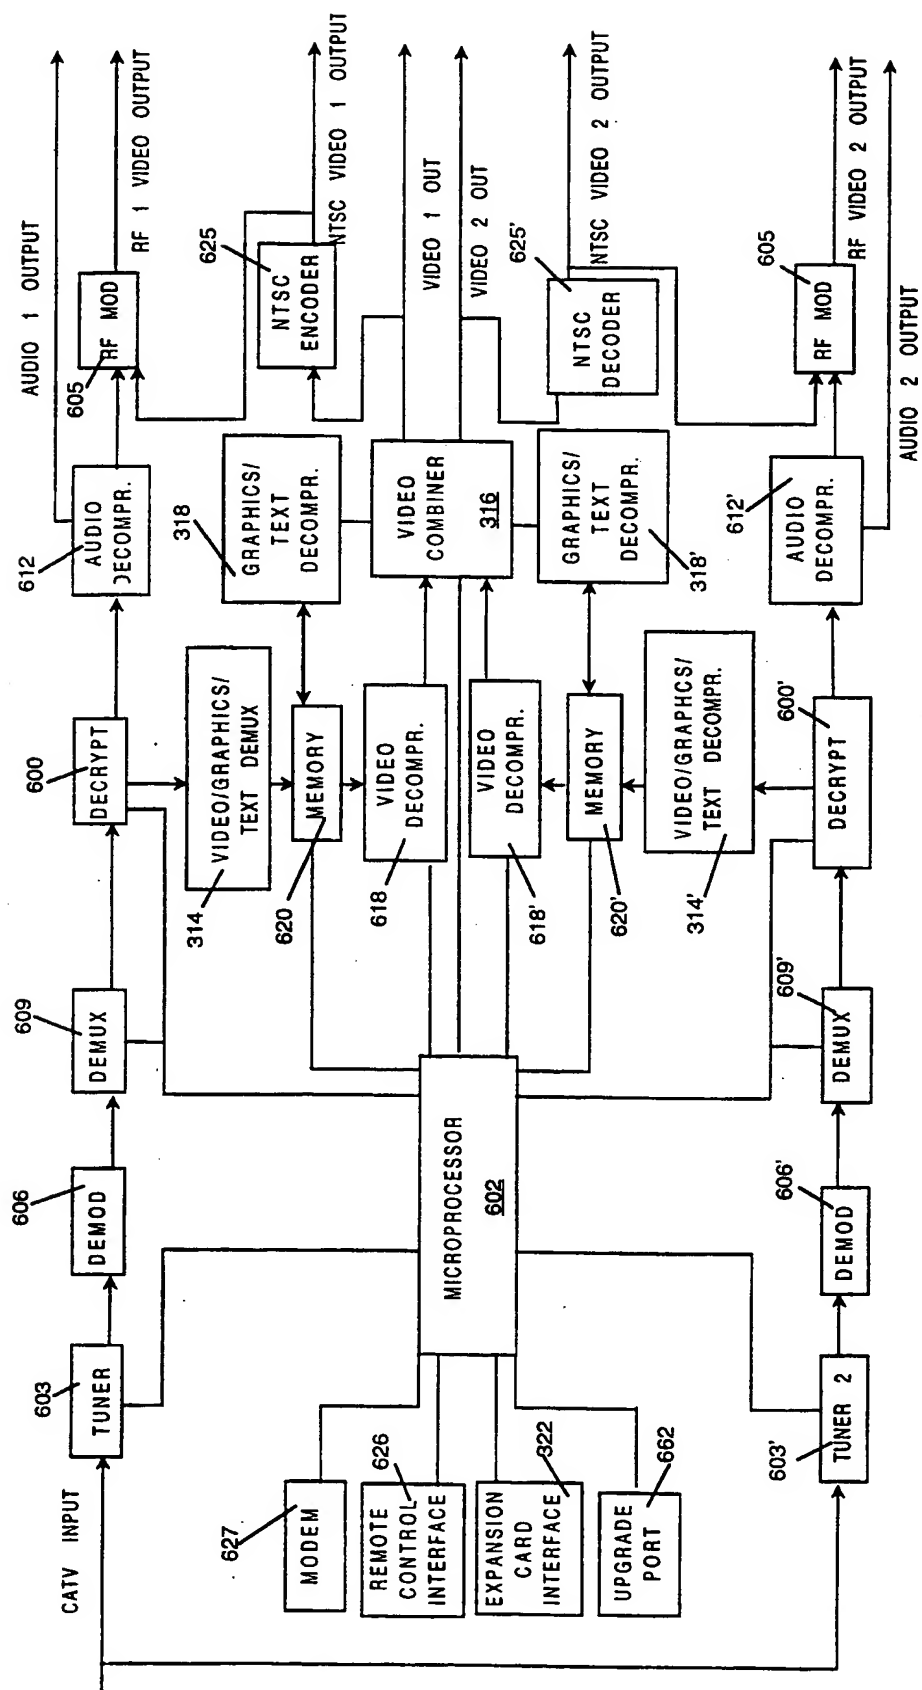 CATV INPUT
603
TUNER
606
DEMOD
609
DEMUX
600
DECRYPT
612
AUDIO
DECOMPR.
605
RF MOD
AUDIO 1 OUTPUT
RF 1 VIDEO OUTPUT
314
VIDEO/GRAPHICS/
TEXT DEMUX
318
GRAPHICS/
TEXT
DECOMPR.
625
NTSC
ENCODER
NTSC VIDEO 1 OUTPUT
627
MODEM
620
MEMORY
626
REMOTE
CONTROL
INTERFACE
618
VIDEO
DECOMPR.
MICROPROCESSOR
602
VIDEO
COMBINER
316
VIDEO 1 OUT
VIDEO 2 OUT
322
EXPANSION
CARD
INTERFACE
VIDEO
DECOMPR.
618'
662
UPGRADE
PORT
MEMORY
620'
GRAPHICS/
TEXT
DECOMPR.
318'
625'
NTSC
DECODER
NTSC VIDEO 2 OUTPUT
VIDEO/GRAPHICS/
TEXT DECOMPR.
314'
603'
TUNER 2
606'
DEMOD
609'
DEMUX
600'
DECRYPT
612'
AUDIO
DECOMPR.
605
RF MOD
RF VIDEO 2 OUTPUT
AUDIO 2 OUTPUT